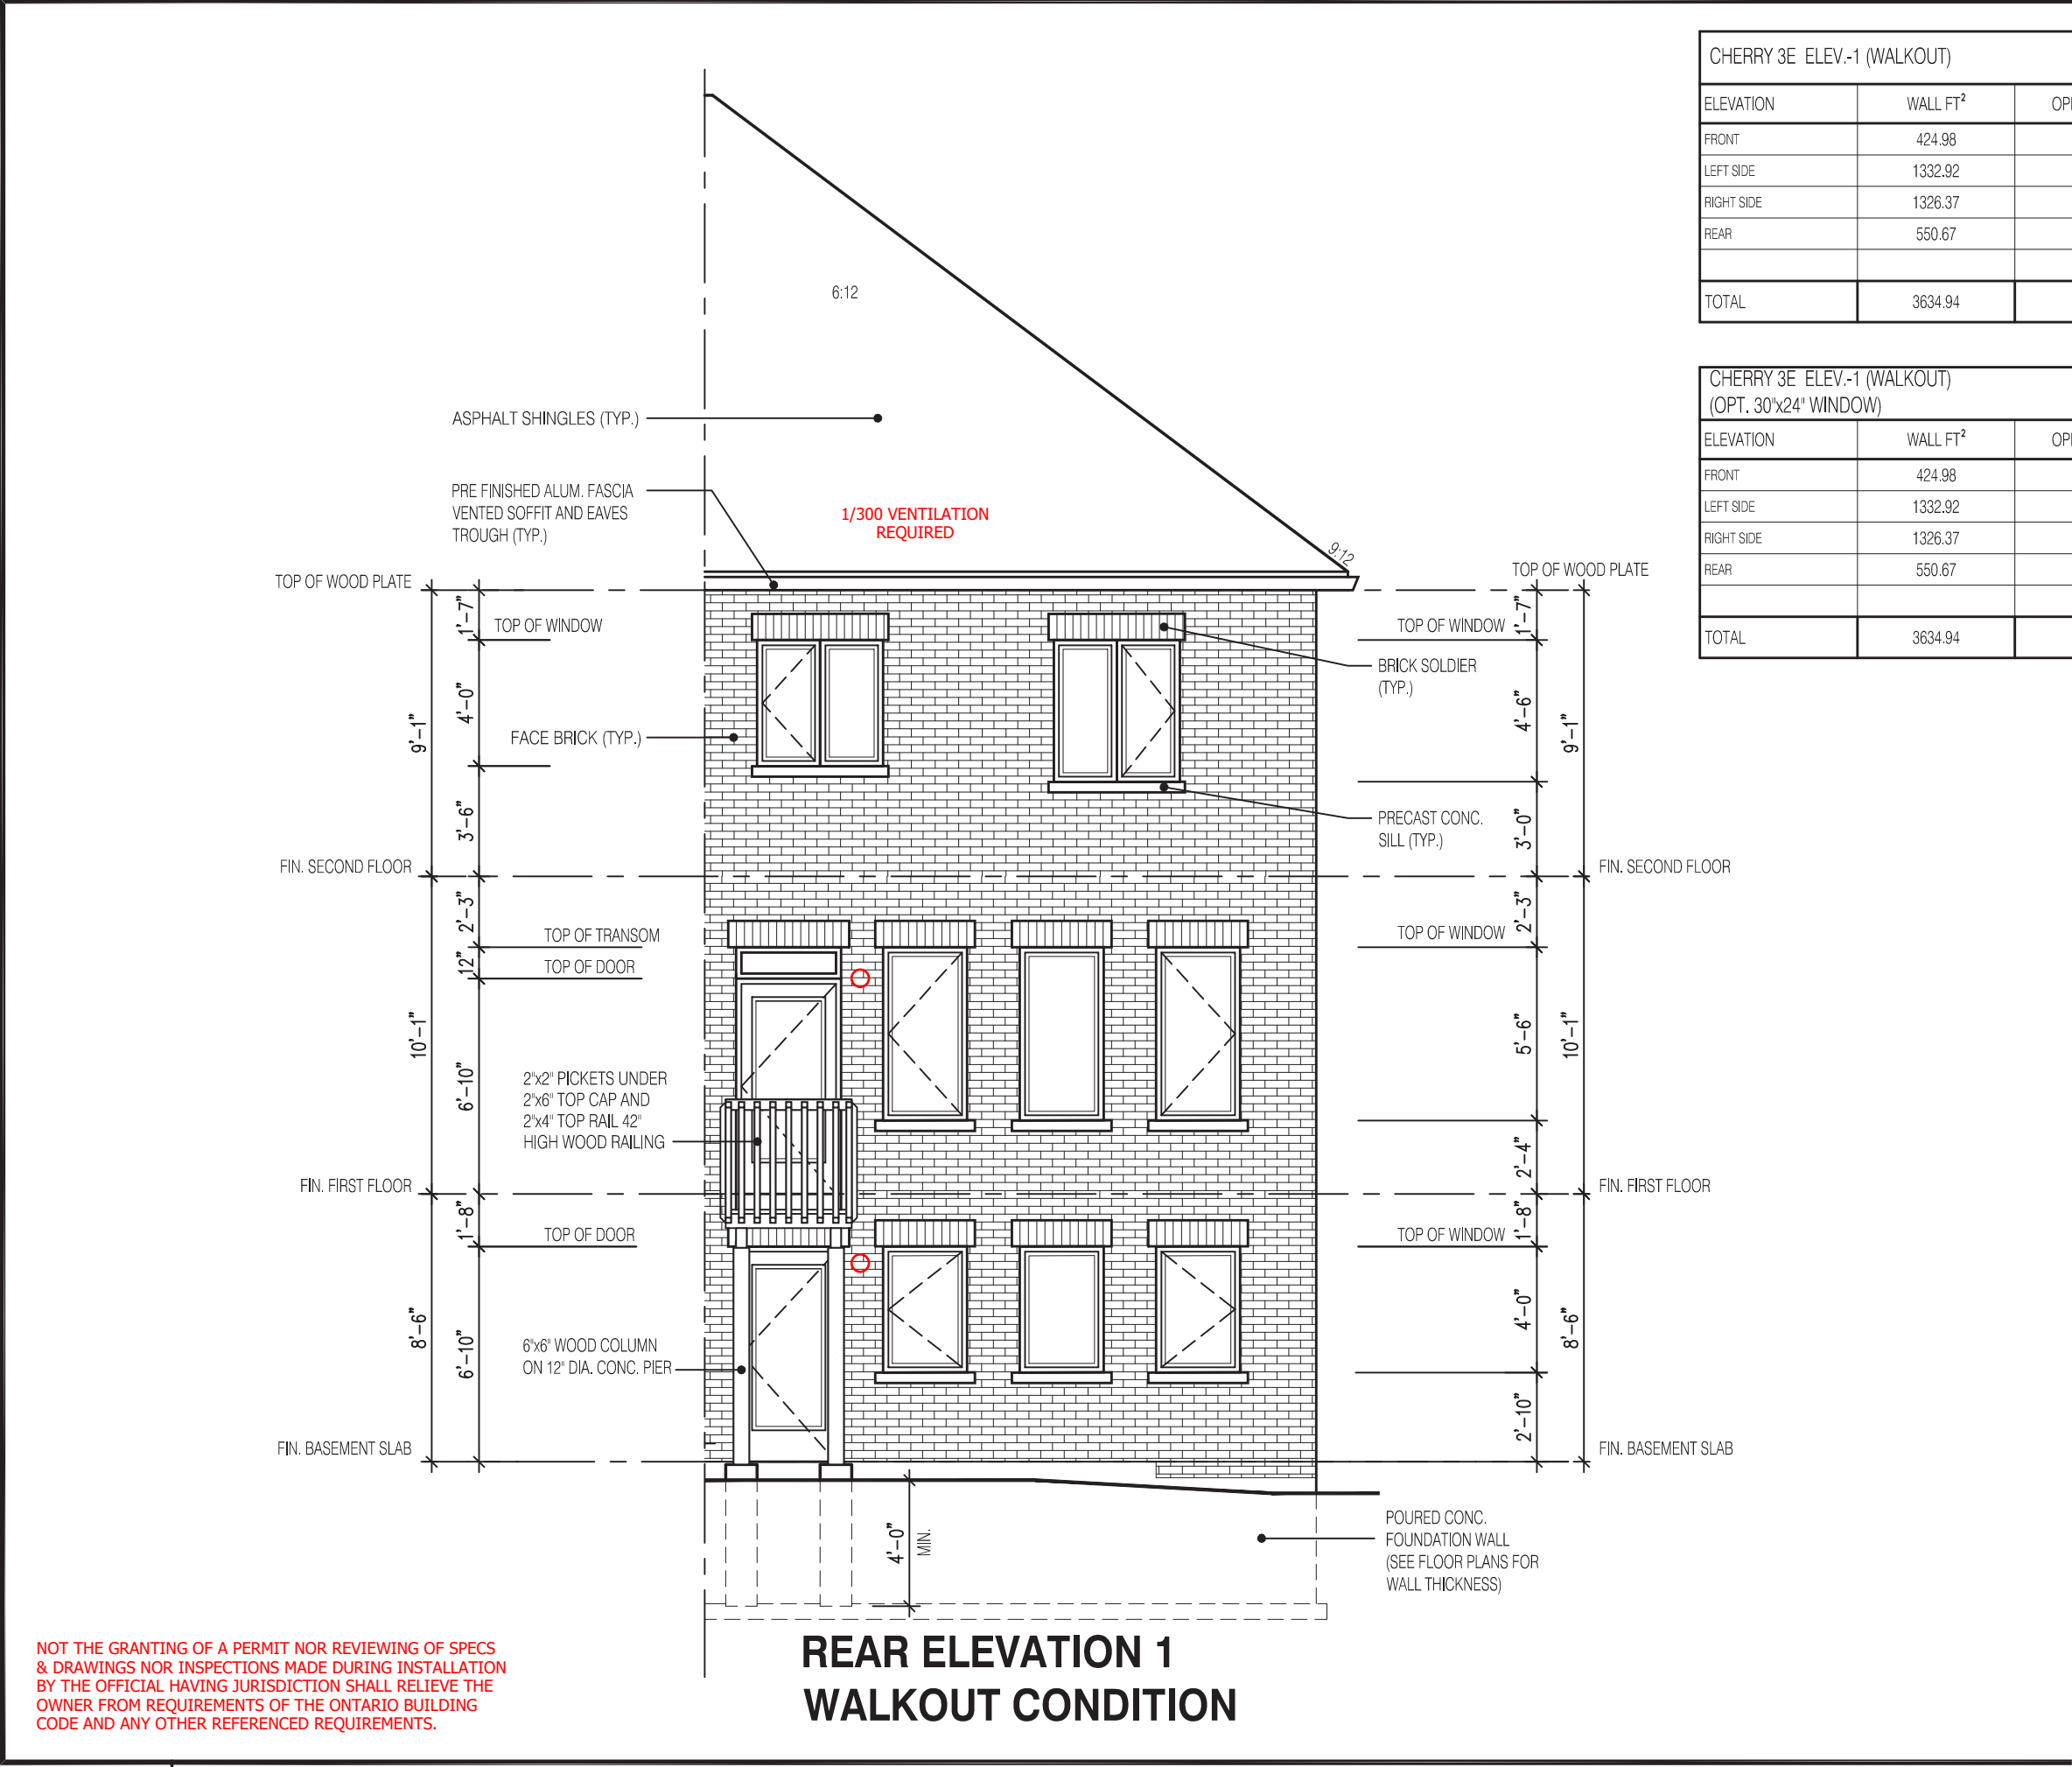 CHERRY 3E ELEV.-1 (WALKOUT)
ELEVATION WALL FT²
FRONT 424.98
LEFT SIDE 1332.92
RIGHT SIDE 1326.37
REAR 550.67
TOTAL 3634.94
CHERRY 3E ELEV.-1 (WALKOUT)
(OPT. 30"x24" WINDOW)
ELEVATION WALL FT²
FRONT 424.98
LEFT SIDE 1332.92
RIGHT SIDE 1326.37
REAR 550.67
TOTAL 3634.94
6:12
ASPHALT SHINGLES (TYP.)
PRE FINISHED ALUM. FASCIA
VENTED SOFFIT AND EAVES
TROUGH (TYP.)
1/300 VENTILATION
REQUIRED
9:12
TOP OF WOOD PLATE
TOP OF WINDOW
FACE BRICK (TYP.)
FIN. SECOND FLOOR
TOP OF TRANSOM
TOP OF DOOR
2"x2" PICKETS UNDER
2"x6" TOP CAP AND
2"x4" TOP RAIL 42"
HIGH WOOD RAILING
FIN. FIRST FLOOR
TOP OF DOOR
6"x6" WOOD COLUMN
ON 12" DIA. CONC. PIER
FIN. BASEMENT SLAB
9'-1"
10'-1"
8'-6"
1'-7"
4'-0"
3'-6"
2'-3"
12"
6'-10"
1'-8"
6'-10"
TOP OF WOOD PLATE
TOP OF WINDOW
BRICK SOLDIER
(TYP.)
PRECAST CONC.
SILL (TYP.)
FIN. SECOND FLOOR
TOP OF WINDOW
FIN. FIRST FLOOR
TOP OF WINDOW
FIN. BASEMENT SLAB
1'-7"
4'-6"
3'-0"
2'-3"
5'-6"
2'-4"
1'-8"
4'-0"
2'-10"
9'-1"
10'-1"
8'-6"
4'-0"
MIN.
POURED CONC.
FOUNDATION WALL
(SEE FLOOR PLANS FOR
WALL THICKNESS)
REAR ELEVATION 1
WALKOUT CONDITION
NOT THE GRANTING OF A PERMIT NOR REVIEWING OF SPECS
& DRAWINGS NOR INSPECTIONS MADE DURING INSTALLATION
BY THE OFFICIAL HAVING JURISDICTION SHALL RELIEVE THE
OWNER FROM REQUIREMENTS OF THE ONTARIO BUILDING
CODE AND ANY OTHER REFERENCED REQUIREMENTS.